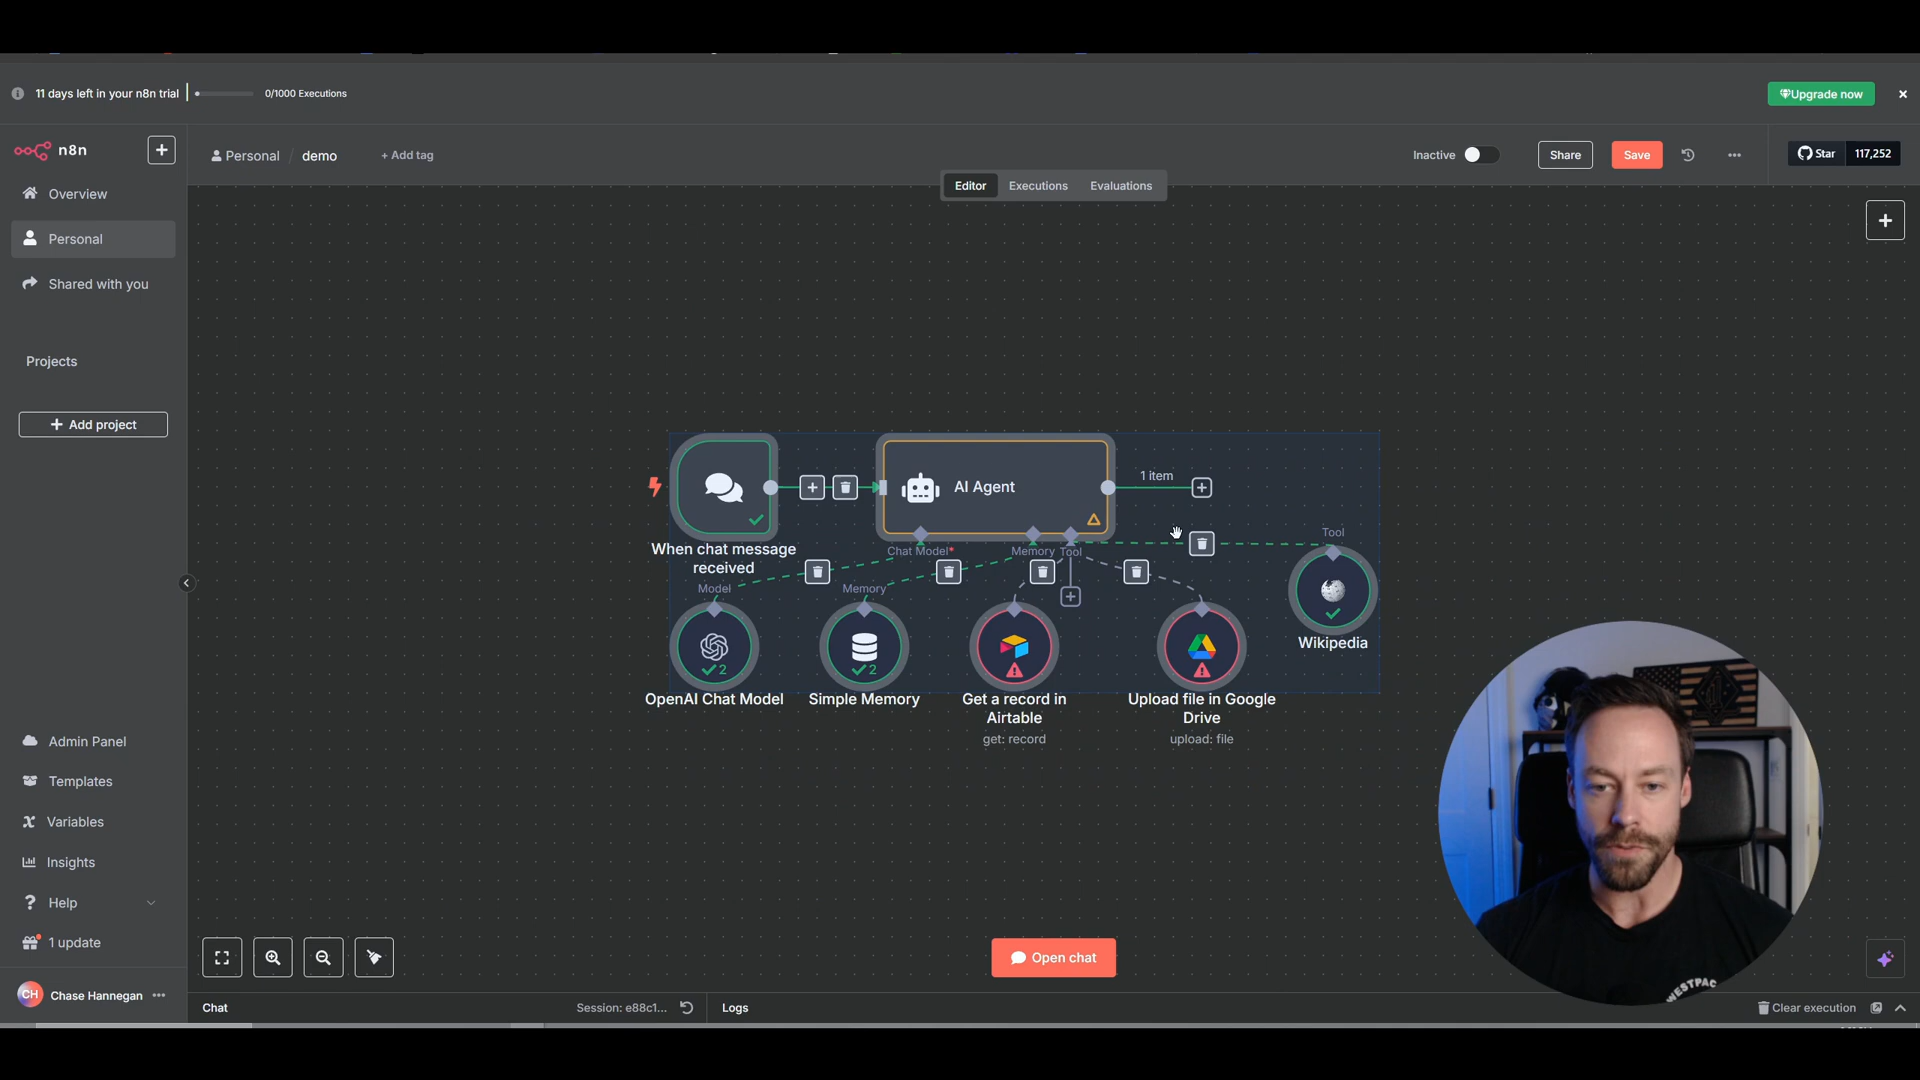 11 days left in your n8n trial
0/1000 Executions
Upgrade now
n8n
Personal / demo
+ Add tag
Inactive
Share
Save
Star
117,252
Editor
Executions
Evaluations
Overview
Personal
Shared with you
Projects
Add project
Admin Panel
Templates
Variables
Insights
Help
1 update
CH
Chase Hannegan
AI Agent
1 item
When chat message
received
Chat Model*
Memory
Tool
Tool
Model
Memory
2
2
OpenAI Chat Model
Simple Memory
Get a record in
Airtable
get: record
Upload file in Google
Drive
upload: file
Wikipedia
Open chat
WESTPAC
Chat
Session: e88c1...
Logs
Clear execution